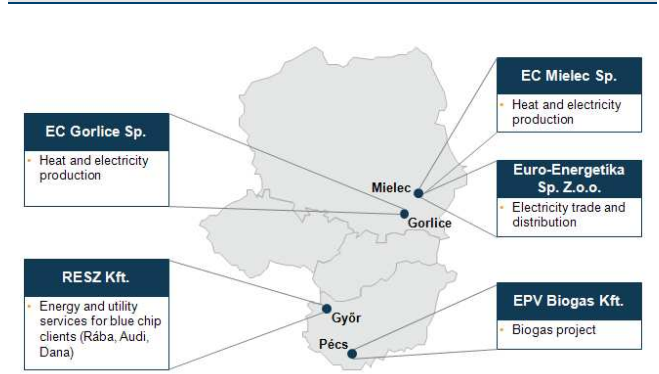 EC Mielec Sp.
Heat and electricity
production
EC Gorlice Sp.
Heat and electricity
production
Euro-Energetika
Sp. Z.o.o.
Electricity trade and
distribution
Mielec
Gorlice
RESZ Kft.
Energy and utility
services for blue chip
clients (Rába, Audi,
Dana)
Győr
Pécs
EPV Biogas Kft.
Biogas project